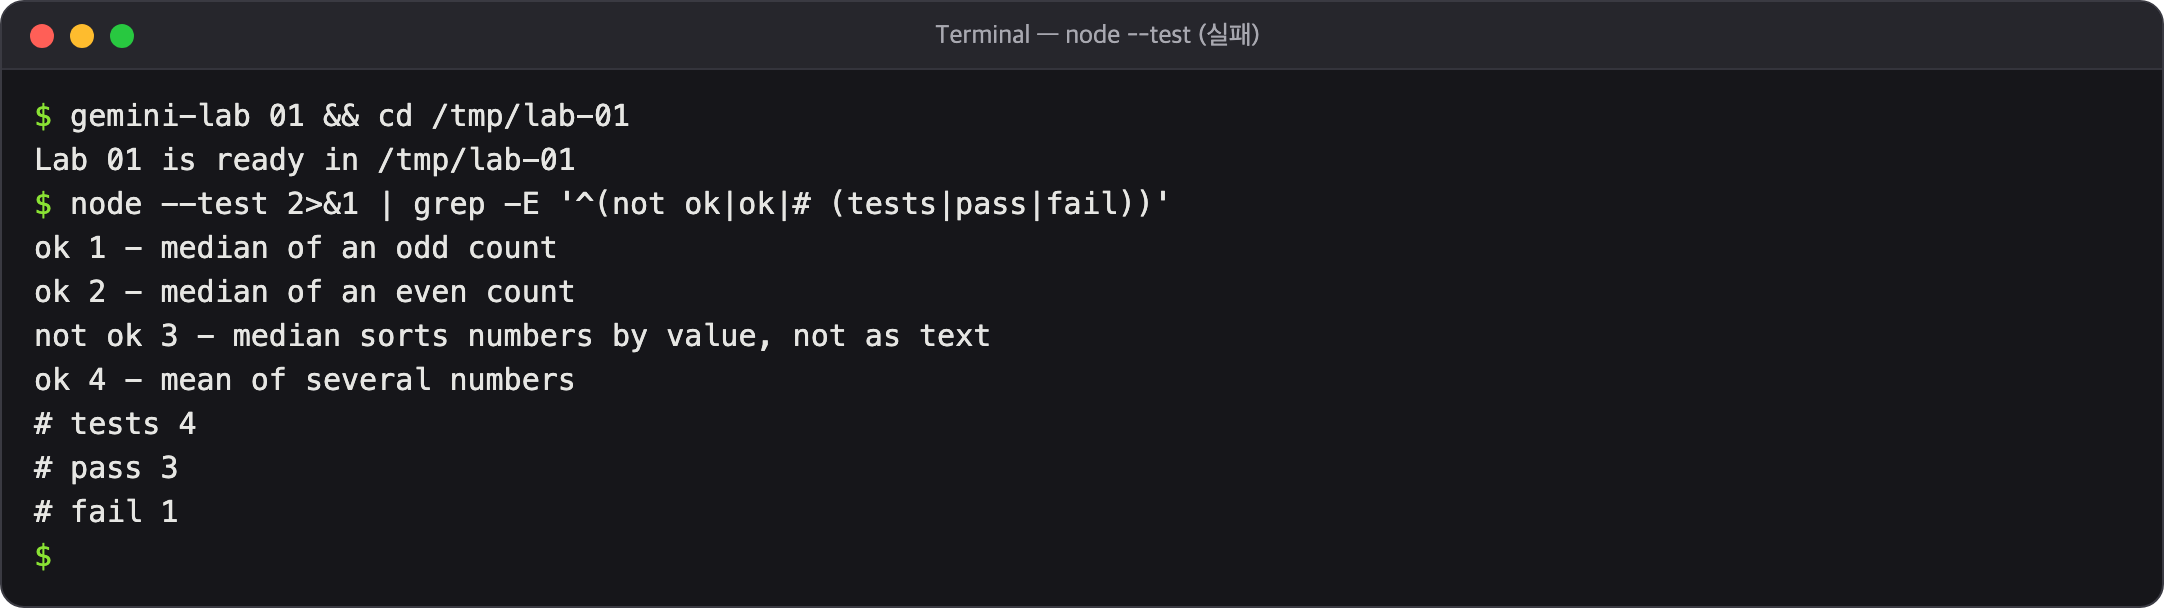 Terminal — node --test (실패)
$ gemini-lab 01 && cd /tmp/lab-01
Lab 01 is ready in /tmp/lab-01
$ node --test 2>&1 | grep -E '^(not ok|ok|# (tests|pass|fail))'
ok 1 - median of an odd count
ok 2 - median of an even count
not ok 3 - median sorts numbers by value, not as text
ok 4 - mean of several numbers
# tests 4
# pass 3
# fail 1
$